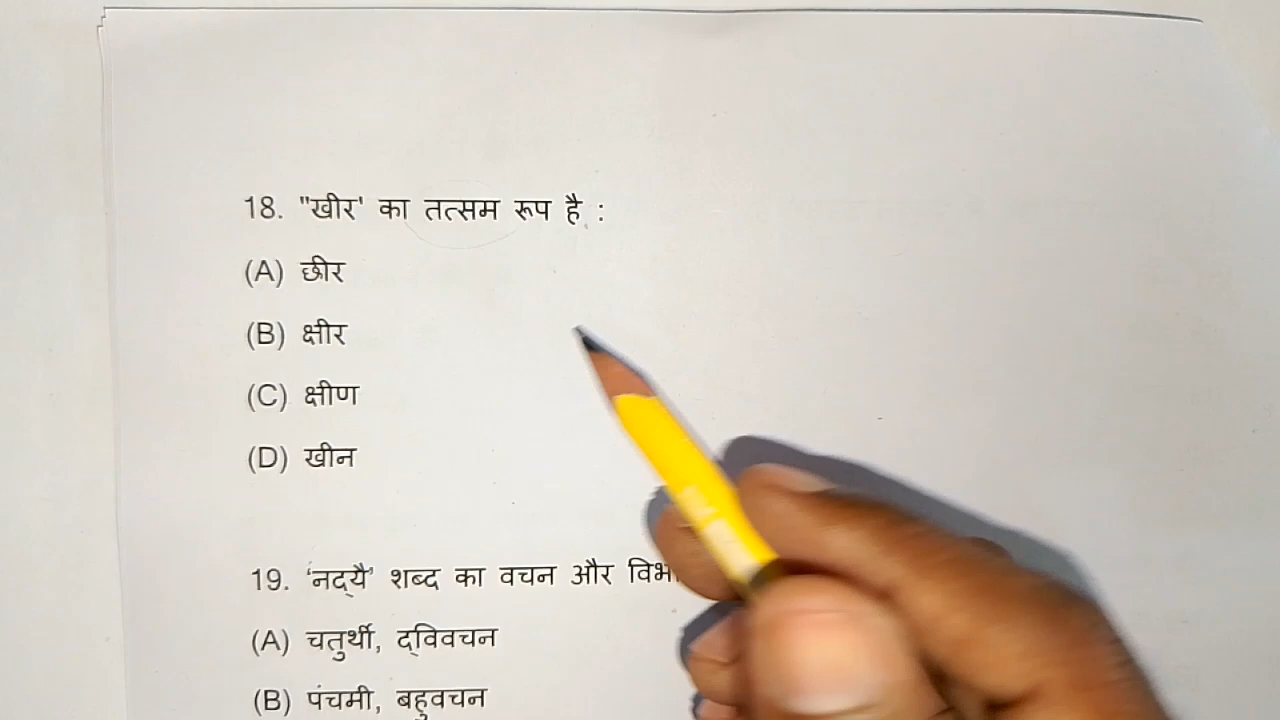 18. "खीर' का तत्सम रूप है :
(A) छीर
(B) क्षीर
(C) क्षीण
(D) खीन
19. 'नद्यै' शब्द का वचन और
(A) चतुर्थी, द्विवचन
(B) पंचमी, बहुवचन